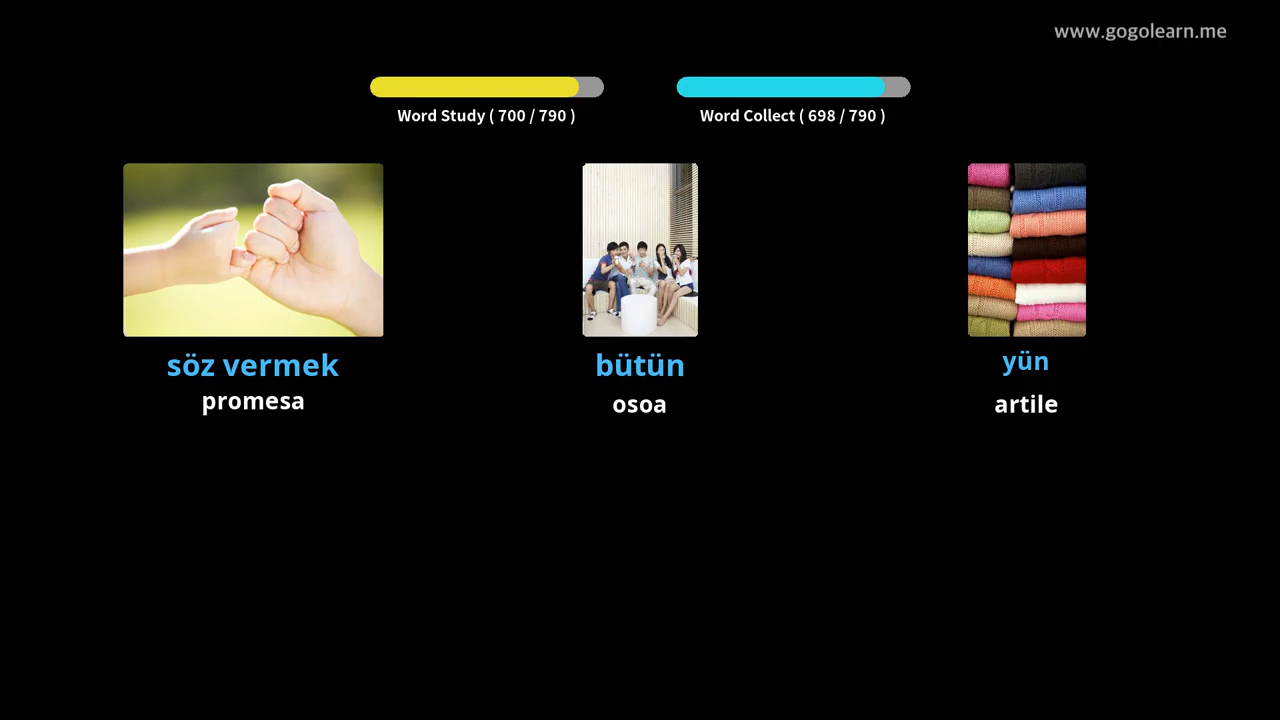 www.gogolearn.me
Word Study ( 700 / 790 )
Word Collect ( 698 / 790 )
söz vermek
promesa
bütün
osoa
yün
artile